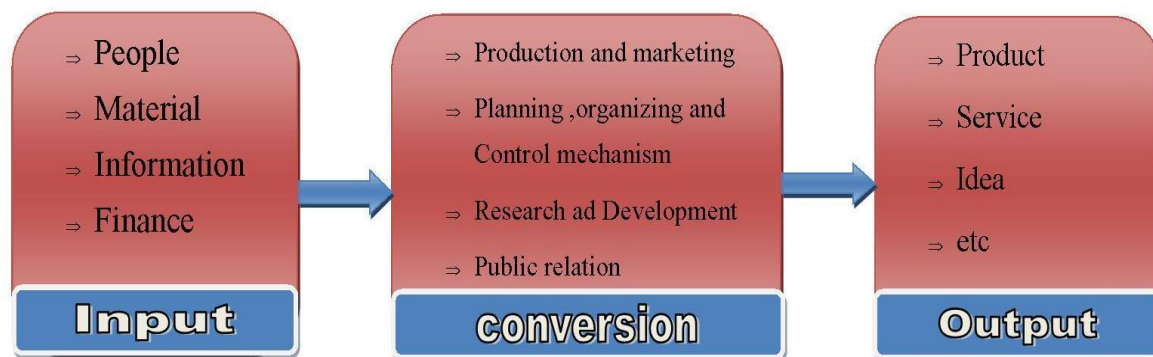 ⇒ People
⇒ Material
⇒ Information
⇒ Finance
Input
⇒ Production and marketing
⇒ Planning ,organizing and
Control mechanism
⇒ Research ad Development
⇒ Public relation
conversion
⇒ Product
⇒ Service
⇒ Idea
⇒ etc
Output